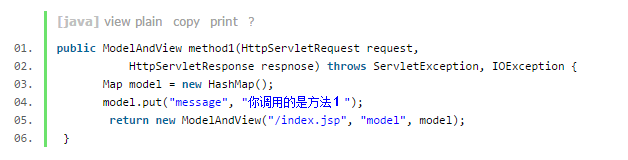 [java] view plain copy print ?
01. public ModelAndView method1(HttpServletRequest request,
02. HttpServletResponse respnose) throws ServletException, IOException {
03. Map model = new HashMap();
04. model.put("message", "你调用的是方法1");
05. return new ModelAndView("/index.jsp", "model", model);
06. }